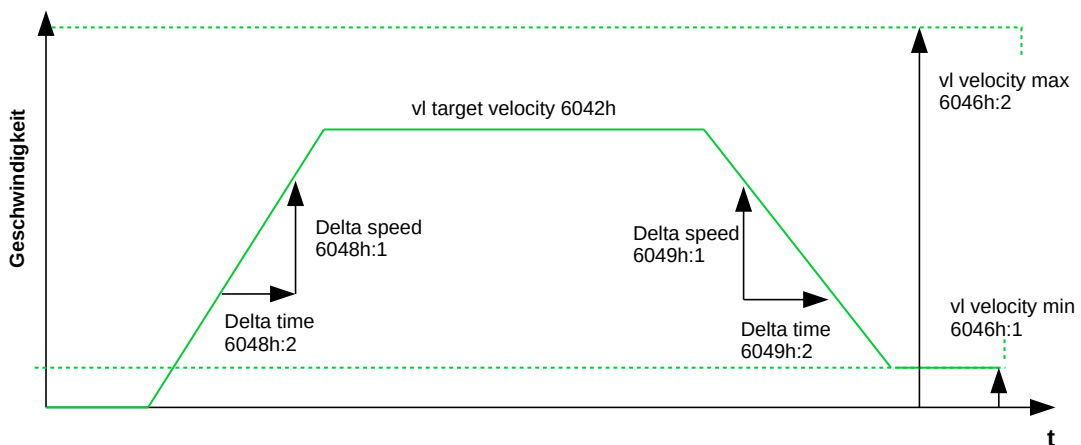 Geschwindigkeit
vl target velocity 6042h
vl velocity max
6046h:2
Delta speed
6048h:1
Delta time
6048h:2
Delta speed
6049h:1
Delta time
6049h:2
vl velocity min
6046h:1
t